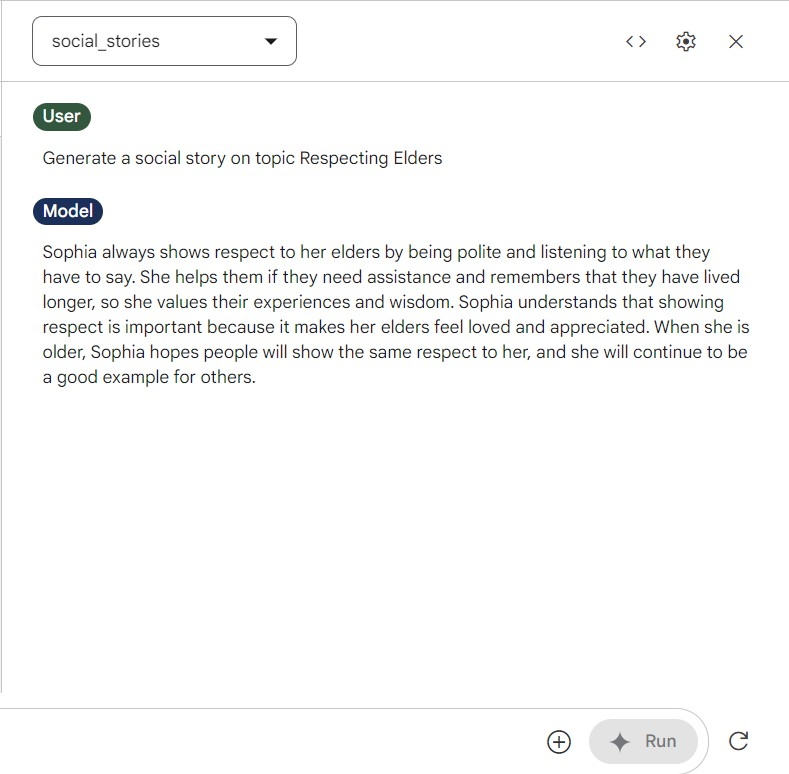 social_stories
User
Generate a social story on topic Respecting Elders
Model
Sophia always shows respect to her elders by being polite and listening to what they
have to say. She helps them if they need assistance and remembers that they have lived
longer, so she values their experiences and wisdom. Sophia understands that showing
respect is important because it makes her elders feel loved and appreciated. When she is
older, Sophia hopes people will show the same respect to her, and she will continue to be
a good example for others.
Run